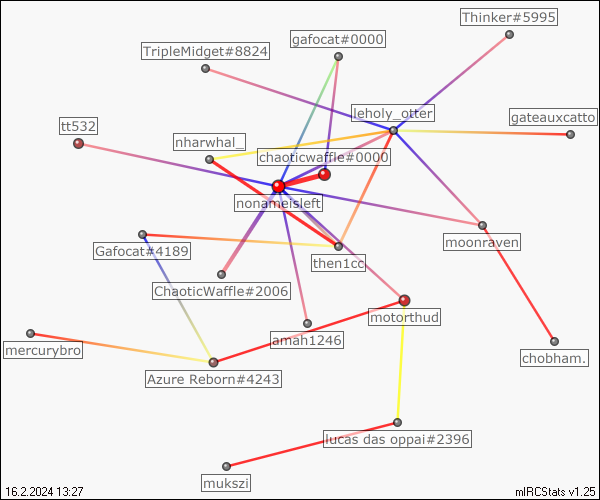 Thinker#5995
gafocat#0000
TripleMidget#8824
leholy_otter
gateauxcatto
tt532
nharwhal_
chaoticwaffle#0000
nonameisleft
moonraven
Gafocat#4189
then1cc
ChaoticWaffle#2006
motorthud
amah1246
mercurybro
chobham.
Azure Reborn#4243
lucas das oppai#2396
mukszi
16.2.2024 13:27
mIRCStats v1.25